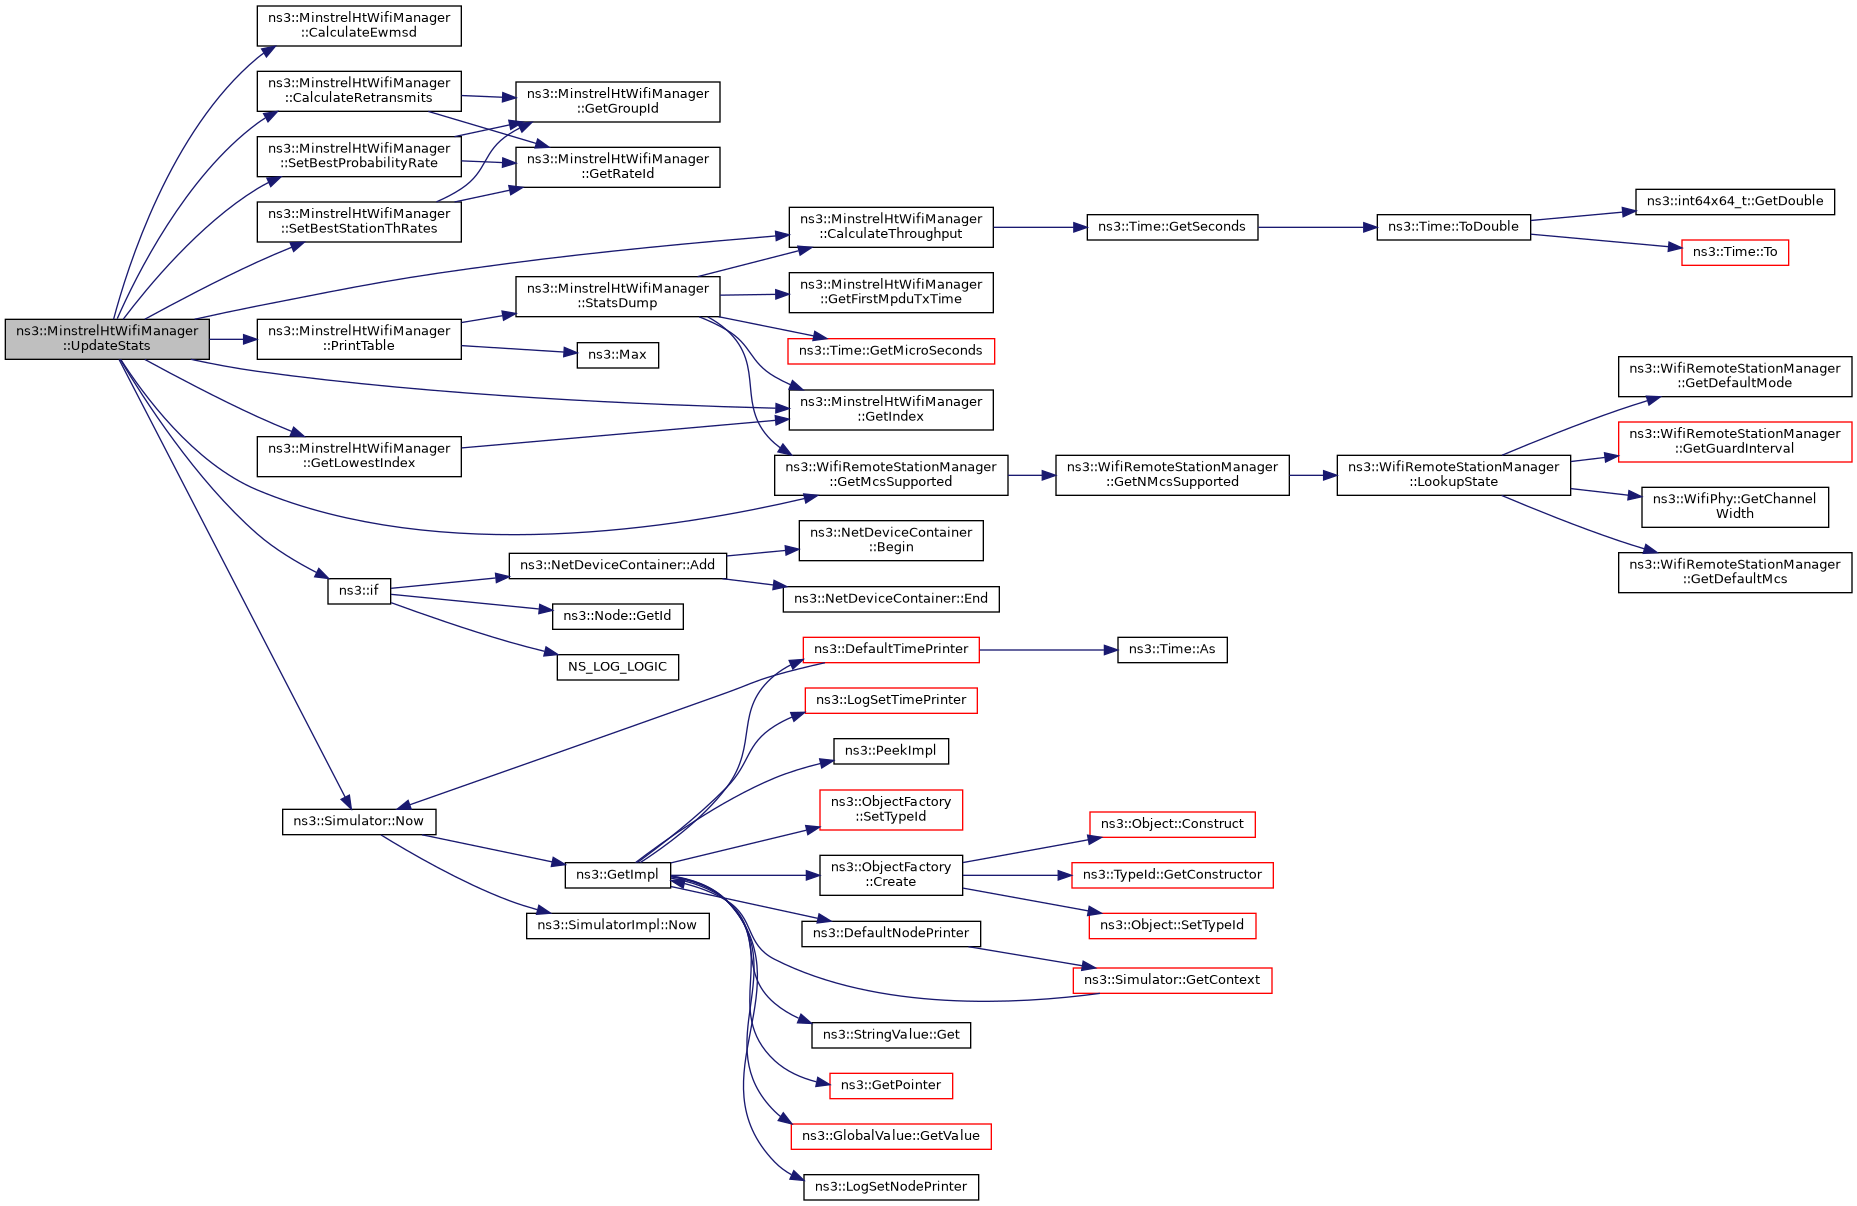 ns3::MinstrelHtWifiManager
::UpdateStats
ns3::MinstrelHtWifiManager
::CalculateEwmsd
ns3::MinstrelHtWifiManager
::CalculateRetransmits
ns3::MinstrelHtWifiManager
::SetBestProbabilityRate
ns3::MinstrelHtWifiManager
::SetBestStationThRates
ns3::MinstrelHtWifiManager
::PrintTable
ns3::MinstrelHtWifiManager
::GetLowestIndex
ns3::if
ns3::Simulator::Now
ns3::MinstrelHtWifiManager
::GetGroupId
ns3::MinstrelHtWifiManager
::GetRateId
ns3::MinstrelHtWifiManager
::StatsDump
ns3::Max
ns3::NetDeviceContainer::Add
ns3::Node::GetId
NS_LOG_LOGIC
ns3::GetImpl
ns3::SimulatorImpl::Now
ns3::MinstrelHtWifiManager
::CalculateThroughput
ns3::MinstrelHtWifiManager
::GetFirstMpduTxTime
ns3::Time::GetMicroSeconds
ns3::MinstrelHtWifiManager
::GetIndex
ns3::WifiRemoteStationManager
::GetMcsSupported
ns3::NetDeviceContainer
::Begin
ns3::NetDeviceContainer::End
ns3::DefaultTimePrinter
ns3::LogSetTimePrinter
ns3::PeekImpl
ns3::ObjectFactory
::SetTypeId
ns3::ObjectFactory
::Create
ns3::DefaultNodePrinter
ns3::StringValue::Get
ns3::GetPointer
ns3::GlobalValue::GetValue
ns3::LogSetNodePrinter
ns3::Time::GetSeconds
ns3::WifiRemoteStationManager
::GetNMcsSupported
ns3::Time::As
ns3::Object::Construct
ns3::TypeId::GetConstructor
ns3::Object::SetTypeId
ns3::Simulator::GetContext
ns3::Time::ToDouble
ns3::WifiRemoteStationManager
::LookupState
ns3::int64x64_t::GetDouble
ns3::Time::To
ns3::WifiRemoteStationManager
::GetDefaultMode
ns3::WifiRemoteStationManager
::GetGuardInterval
ns3::WifiPhy::GetChannel
Width
ns3::WifiRemoteStationManager
::GetDefaultMcs